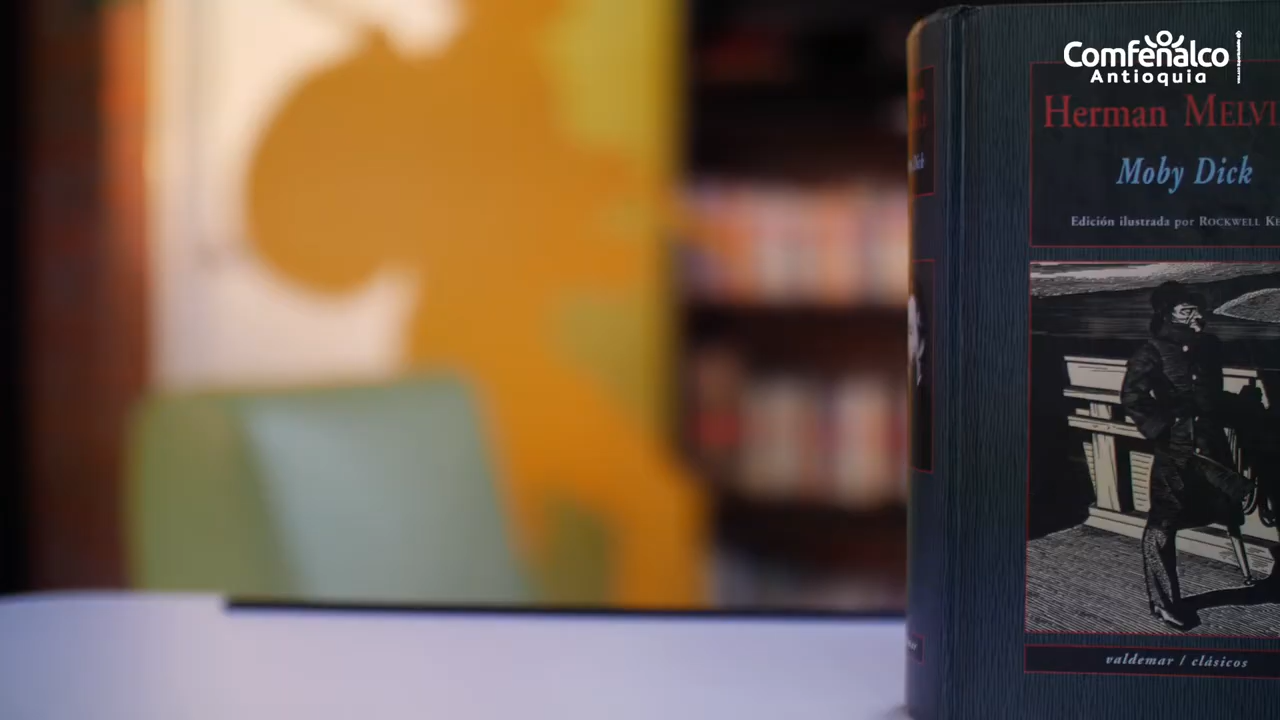 Comfenalco
Antioquia
Herman MELVI
Moby Dick
Edición ilustrada por ROCKWELL KE
valdemar / clásicos